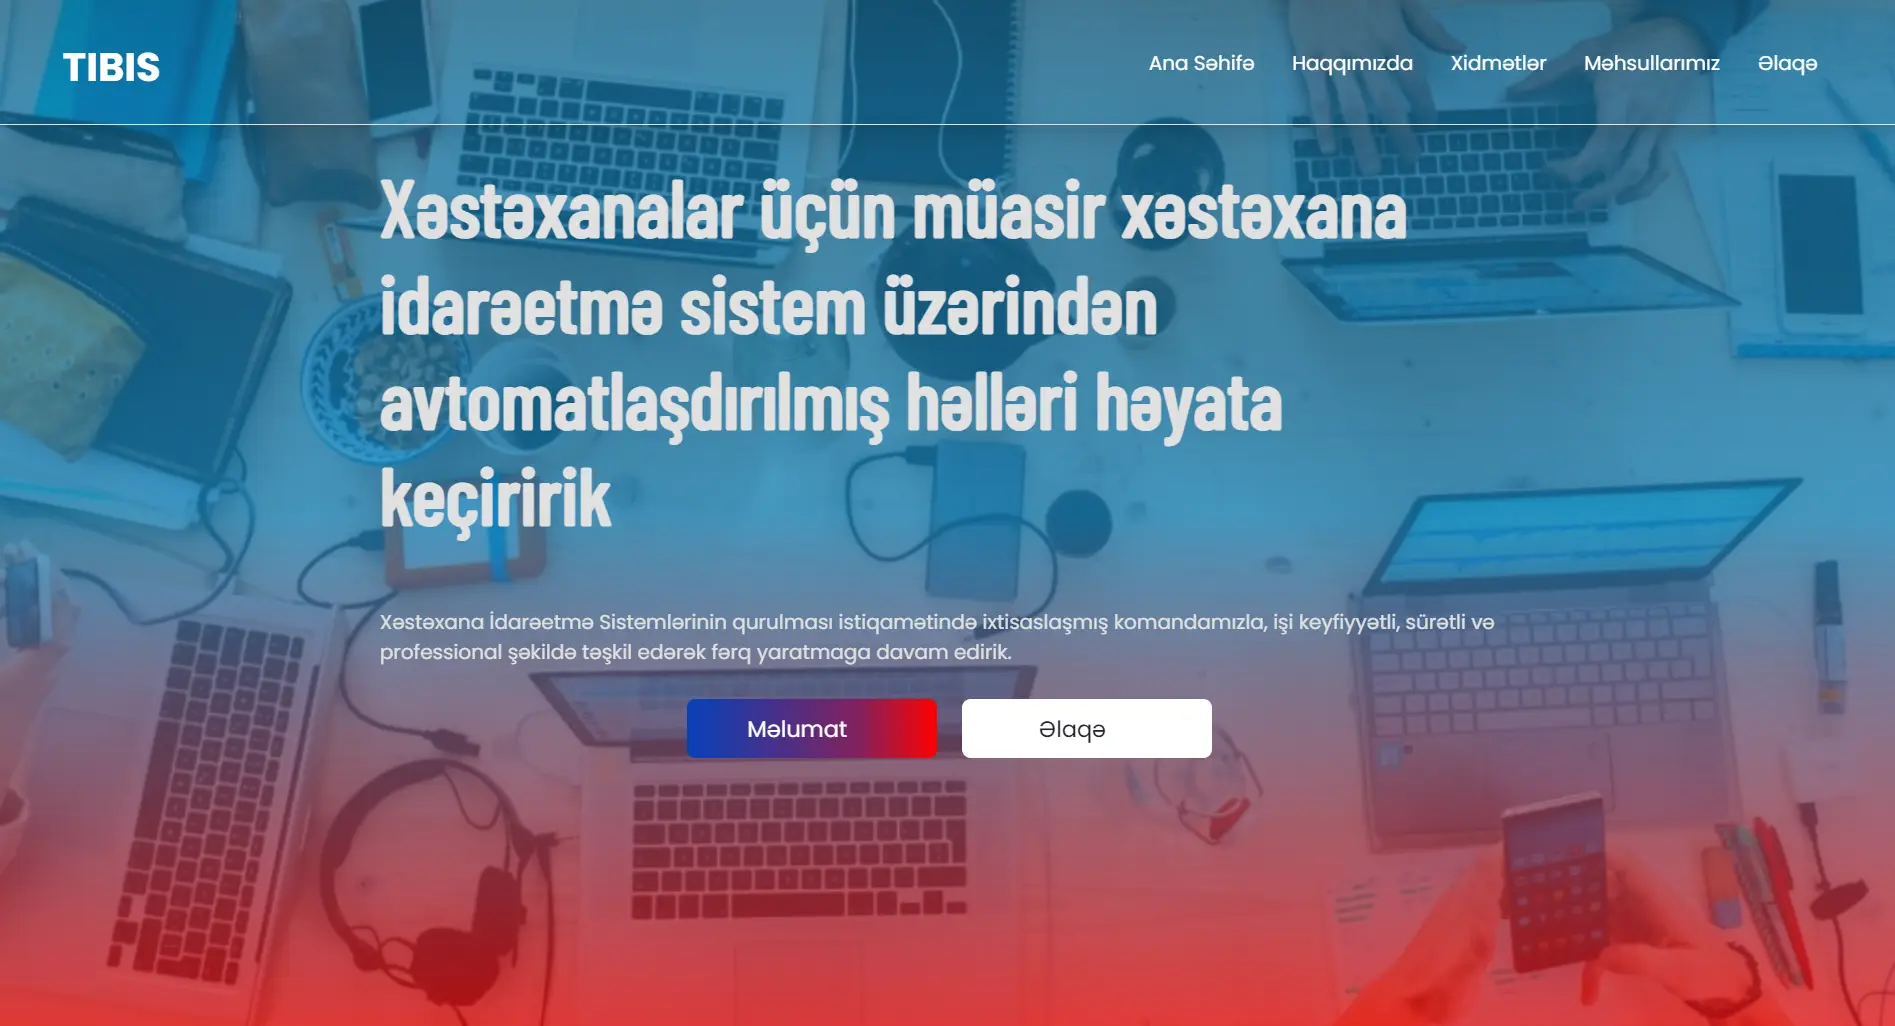 TIBIS
Ana Səhifə
Haqqımızda
Xidmətlər
Məhsullarımız
Əlaqə
Xəstəxanalar üçün müasir xəstəxana
idarəetmə sistem üzərindən
avtomatlaşdırılmış həlləri həyata
keçiririk
Xəstəxana İdarəetmə Sistemlərinin qurulması istiqamətində ixtisaslaşmış komandamızla, işi keyfiyyətli, sürətli və
professional şəkildə təşkil edərək fərq yaratmaga davam edirik.
Məlumat
Əlaqə